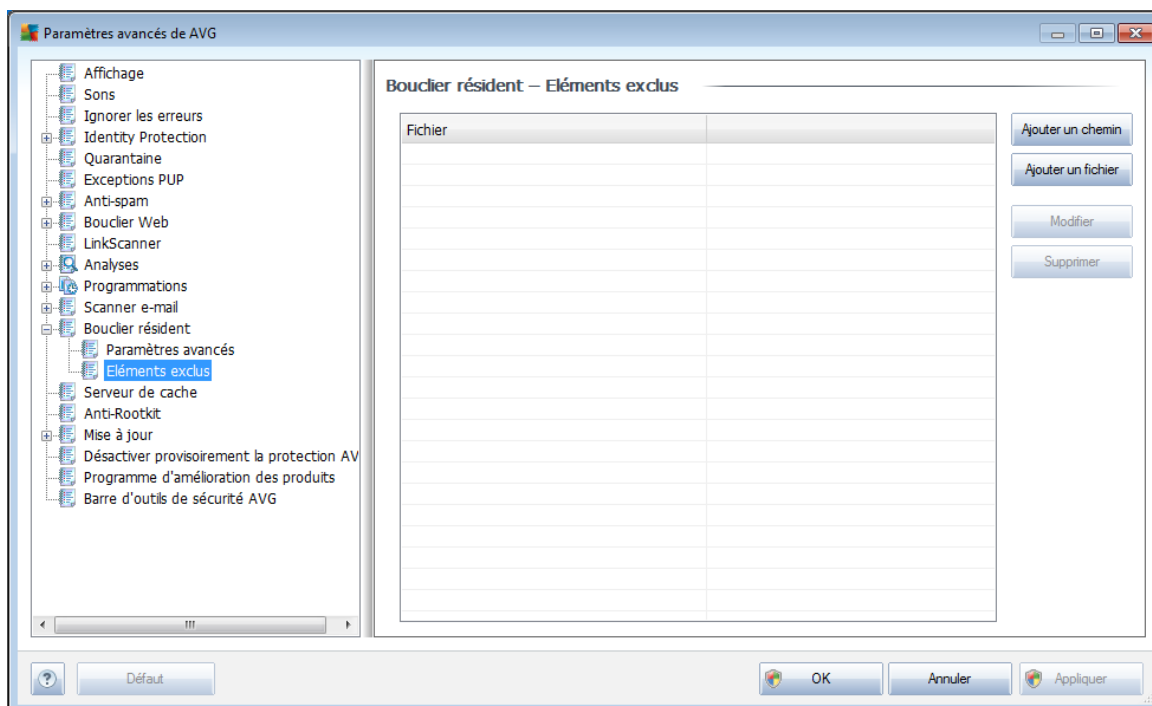 Paramètres avancés de AVG
Affichage
Sons
Ignorer les erreurs
Identity Protection
Quarantaine
Exceptions PUP
Anti-spam
Bouclier Web
LinkScanner
Analyses
Programmations
Scanner e-mail
Bouclier résident
Paramètres avancés
Eléments exclus
Serveur de cache
Anti-Rootkit
Mise à jour
Désactiver provisoirement la protection AV
Programme d'amélioration des produits
Barre d'outils de sécurité AVG
Bouclier résident – Eléments exclus
Fichier
Ajouter un chemin
Ajouter un fichier
Modifier
Supprimer
?
Défaut
OK
Annuler
Appliquer